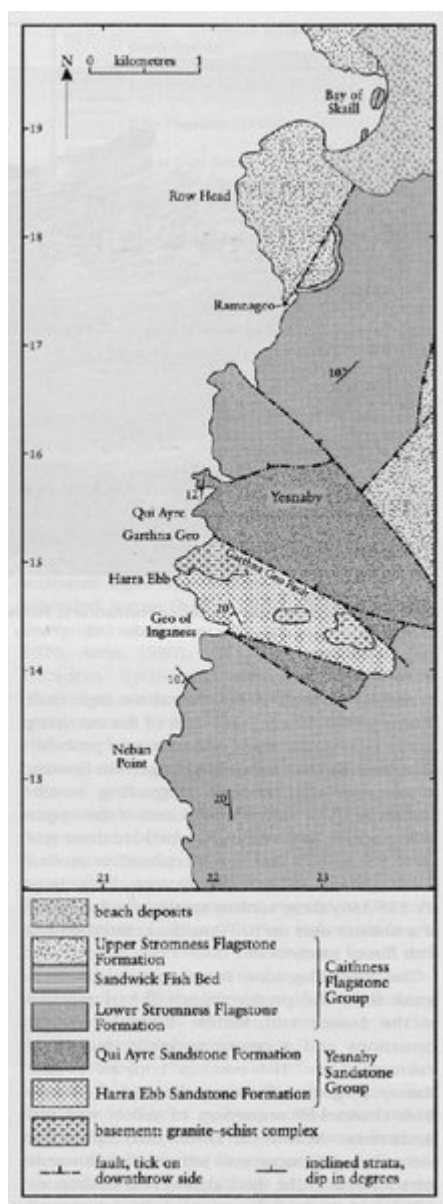 N
0 kilometres 1
Bay of
Skaill
19
Row Head
18
Ramnageo
17
10
16
12
Yesnaby
Qui Ayre
Garthna Geo
15
Garthna Geo Fault
Harra Ebb
20
Geo of
Inganess
14
10
Neban
Point
13
20
21 22 23
beach deposits
Upper Stromness Flagstone
Formation
Sandwick Fish Bed
Lower Stromness Flagstone
Formation
Caithness
Flagstone
Group
Qui Ayre Sandstone Formation
Harra Ebb Sandstone Formation
Yesnaby
Sandstone
Group
basement: granite–schist complex
fault, tick on
downthrow side
inclined strata,
dip in degrees